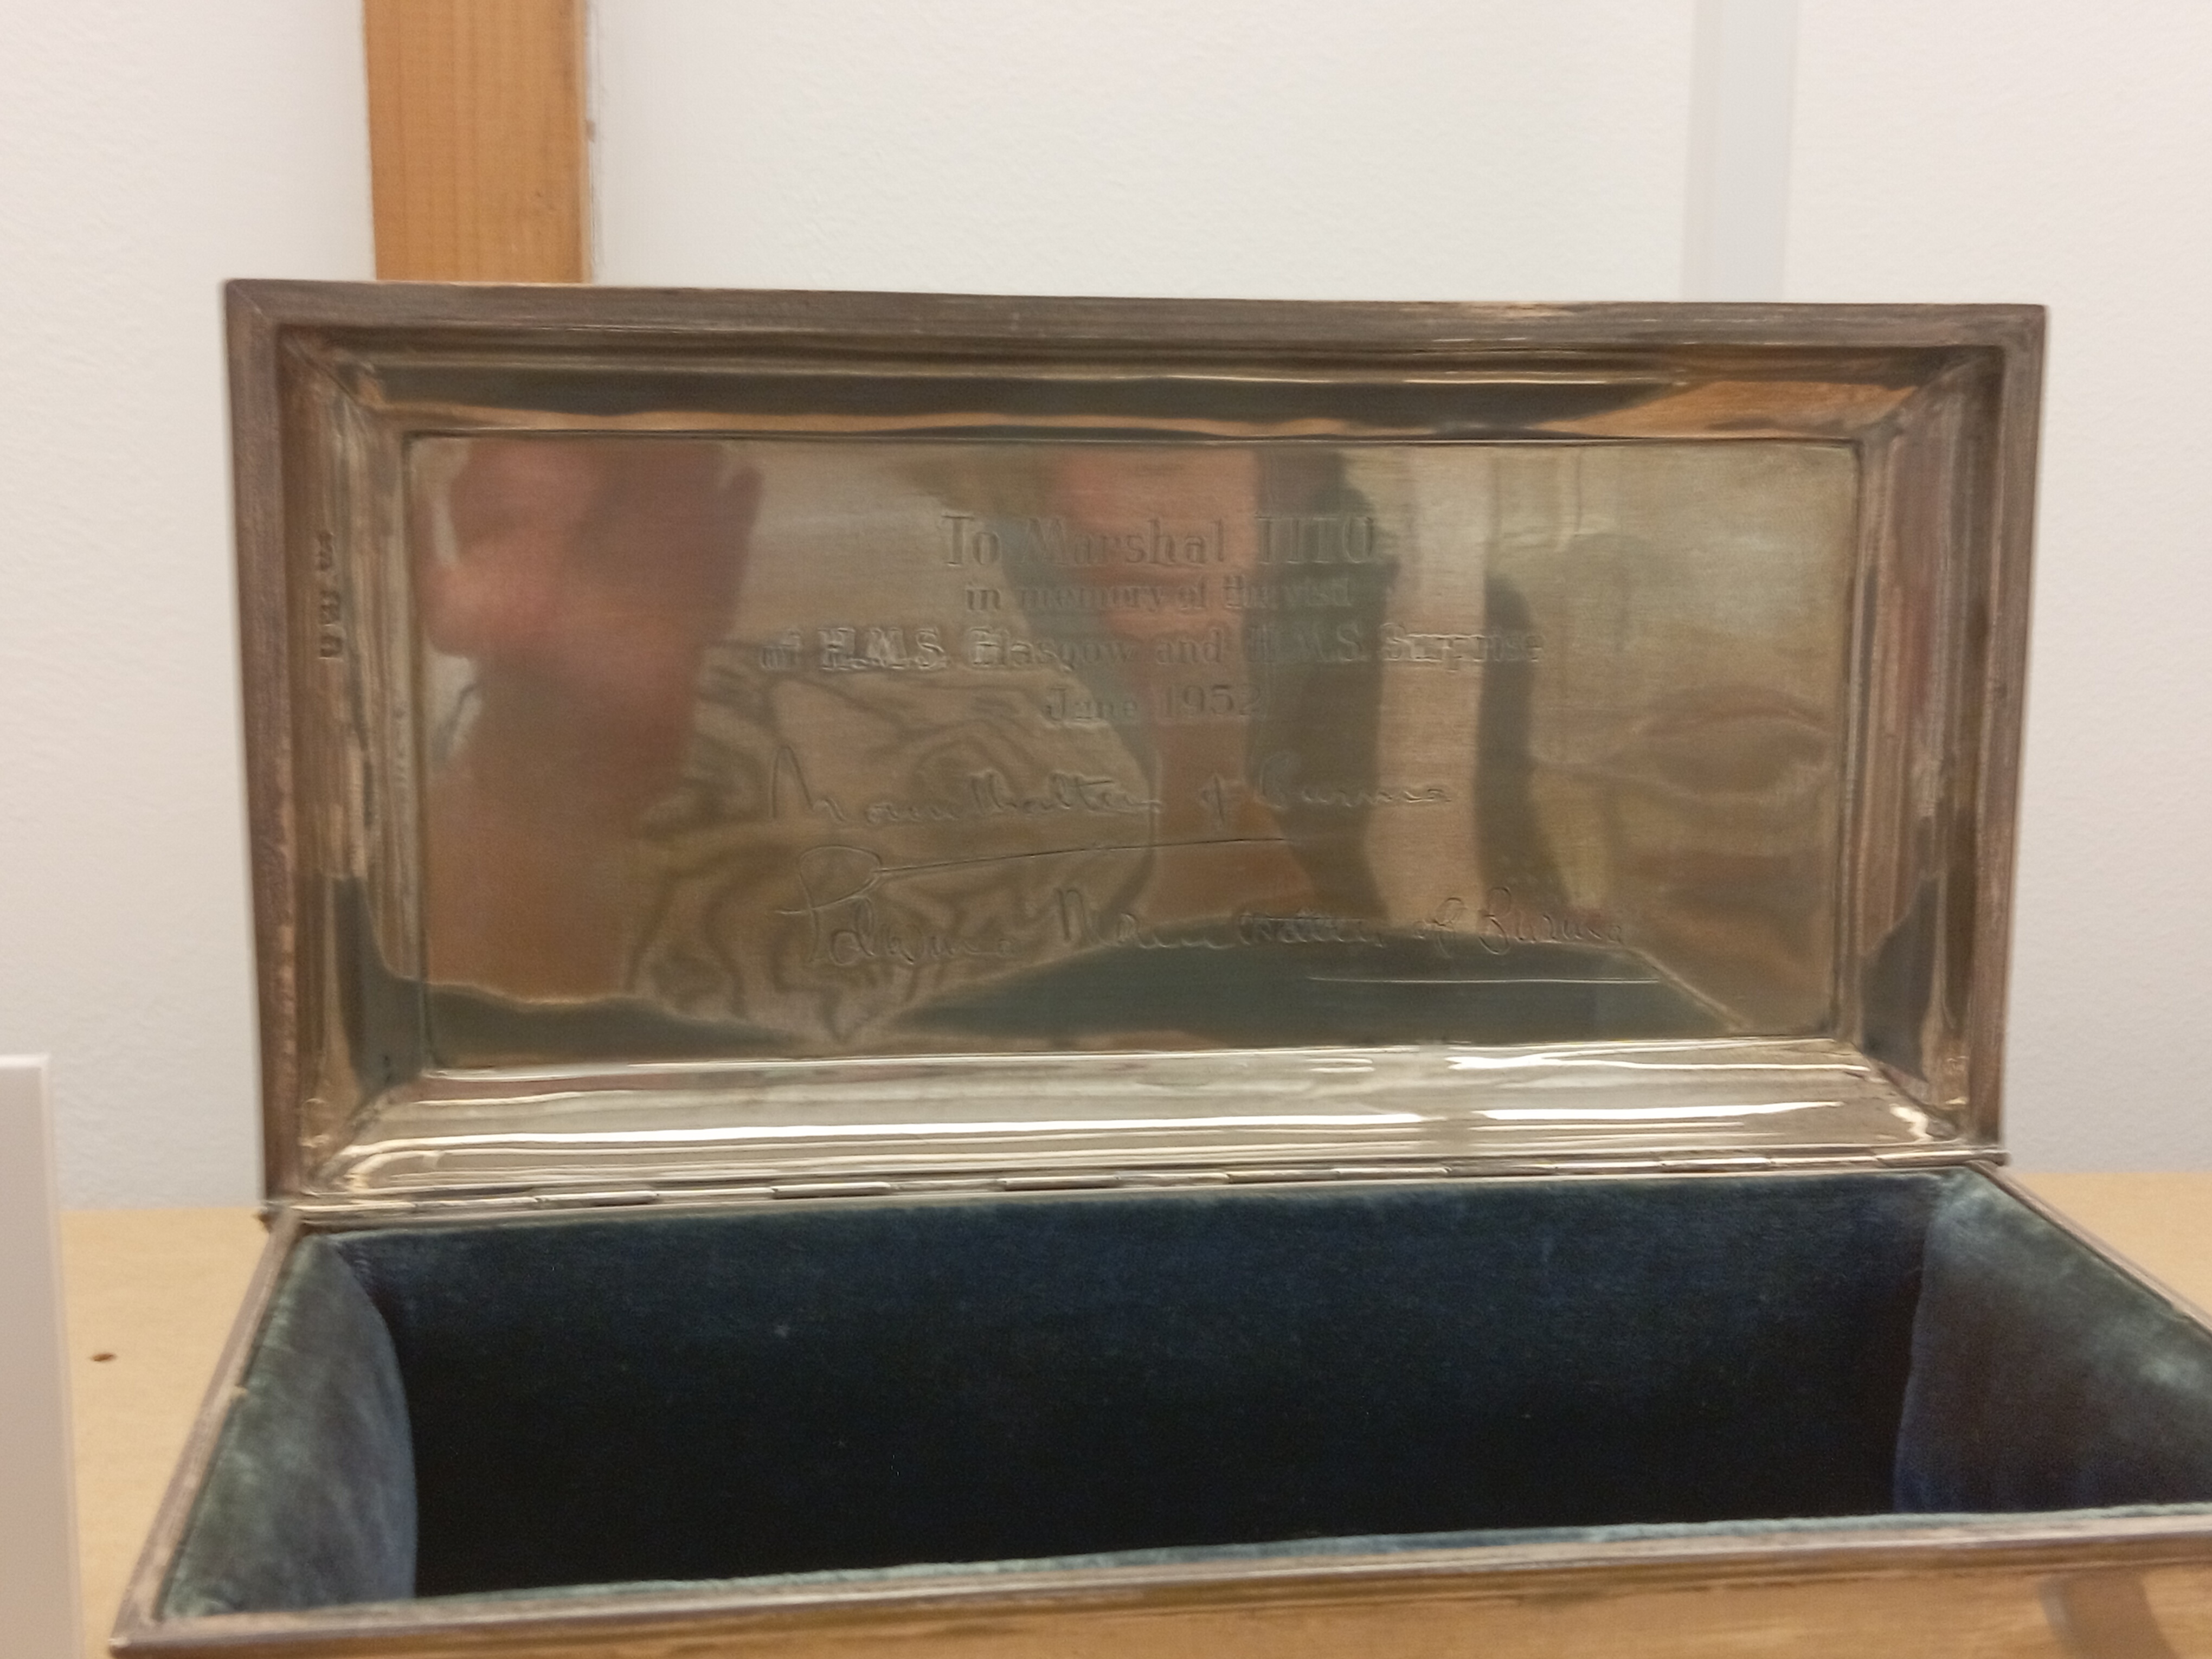 To Marshal TITO
in memory of the visit
of H.M.S. Glasgow and H.M.S. Surprise
June 1952
Mountbatten of Burma
Edwina Mountbatten of Burma